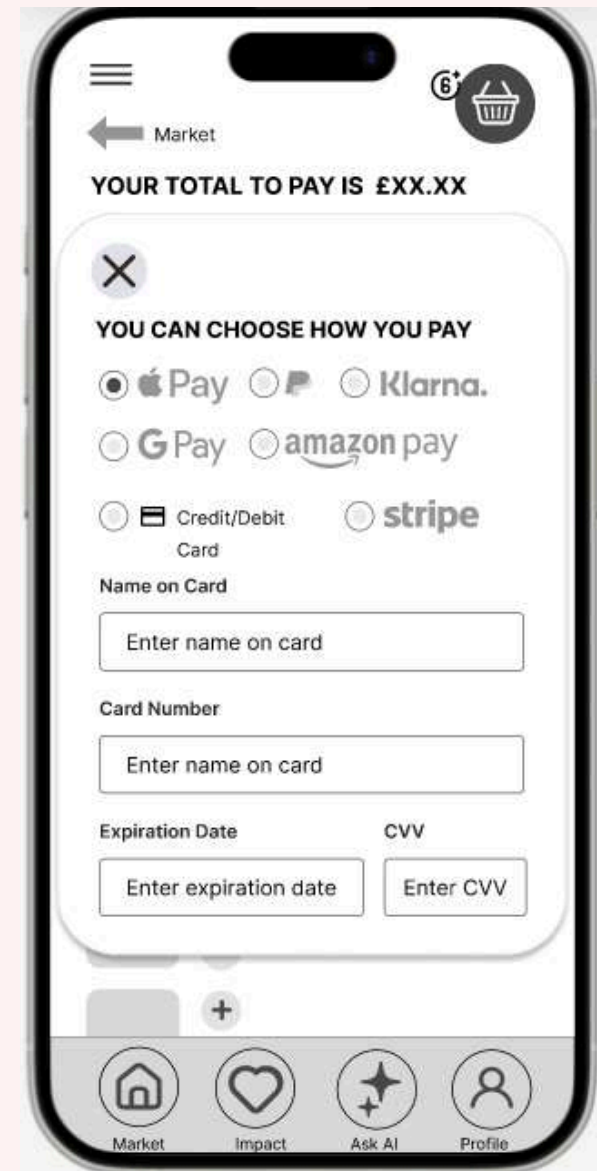 6+
Market
YOUR TOTAL TO PAY IS £XX.XX
YOU CAN CHOOSE HOW YOU PAY
Pay Klarna.
G Pay amazon pay
Credit/Debit stripe
Card
Name on Card
Enter name on card
Card Number
Enter name on card
Expiration Date CVV
Enter expiration date Enter CVV
+
Market Impact Ask AI Profile